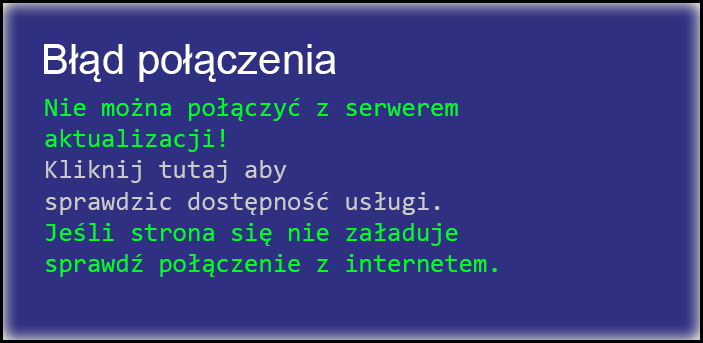 Błąd połączenia
Nie można połączyć z serwerem
aktualizacji!
Kliknij tutaj aby
sprawdzic dostępność usługi.
Jeśli strona się nie załaduje
sprawdź połączenie z internetem.